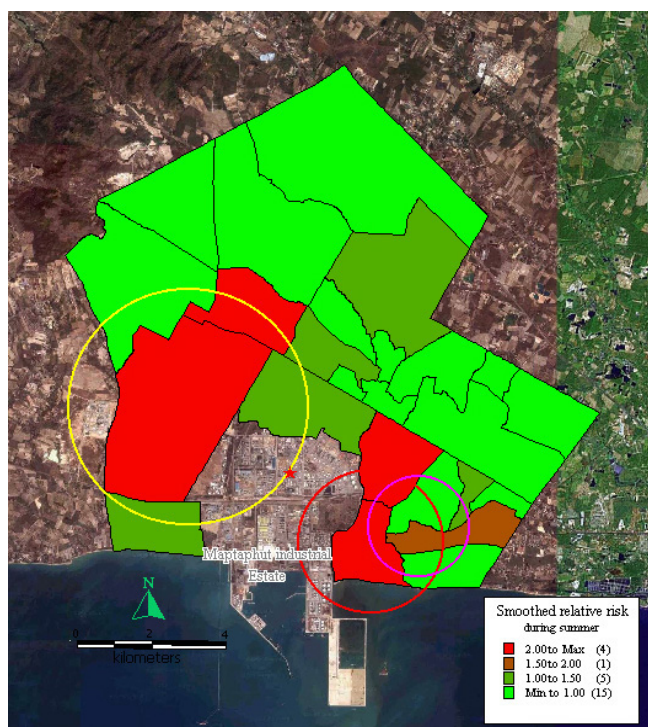 Maptaphut industrial
Estate
N
0 2 4
kilometers
Smoothed relative risk
during summer
2.00 to Max (4)
1.50 to 2.00 (1)
1.00 to 1.50 (5)
Min to 1.00 (15)